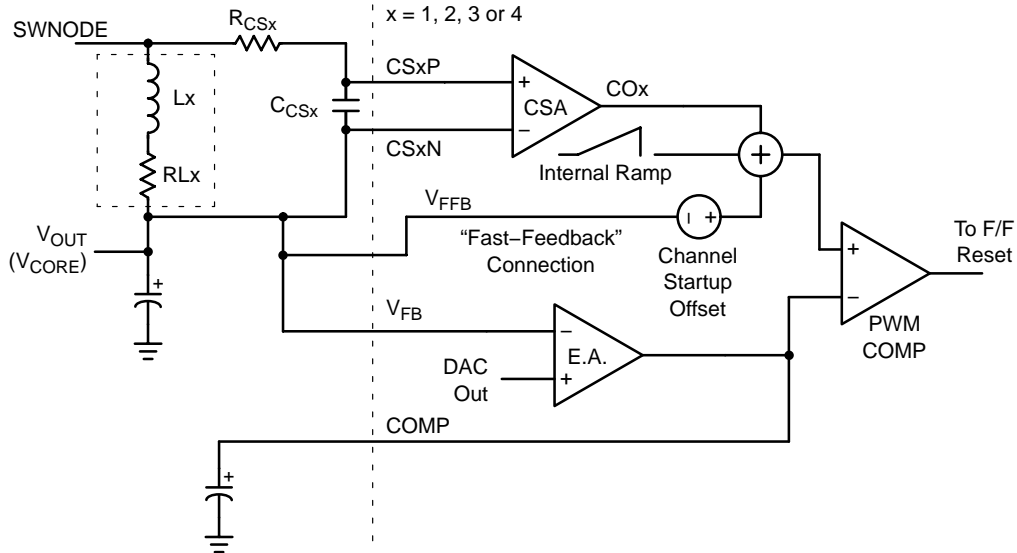 x = 1, 2, 3 or 4
SWNODE
RCSx
CSxP
COx
Lx
CCSx
+
CSA
−
CSxN
Internal Ramp
+
RLx
VFFB
− +
VOUT
(VCORE)
“Fast−Feedback”
Connection
Channel
Startup
Offset
To F/F
Reset
+
−
PWM
COMP
+
VFB
−
E.A.
+
DAC
Out
COMP
+